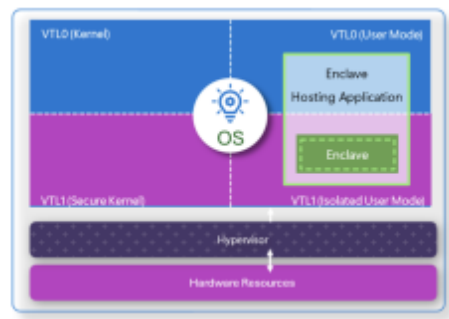 VTL0 (Kernel)
VTL0 (User Mode)
Enclave
Hosting Application
OS
Enclave
VTL1 (Secure Kernel)
VTL1 (Isolated User Mode)
Hypervisor
Hardware Resources